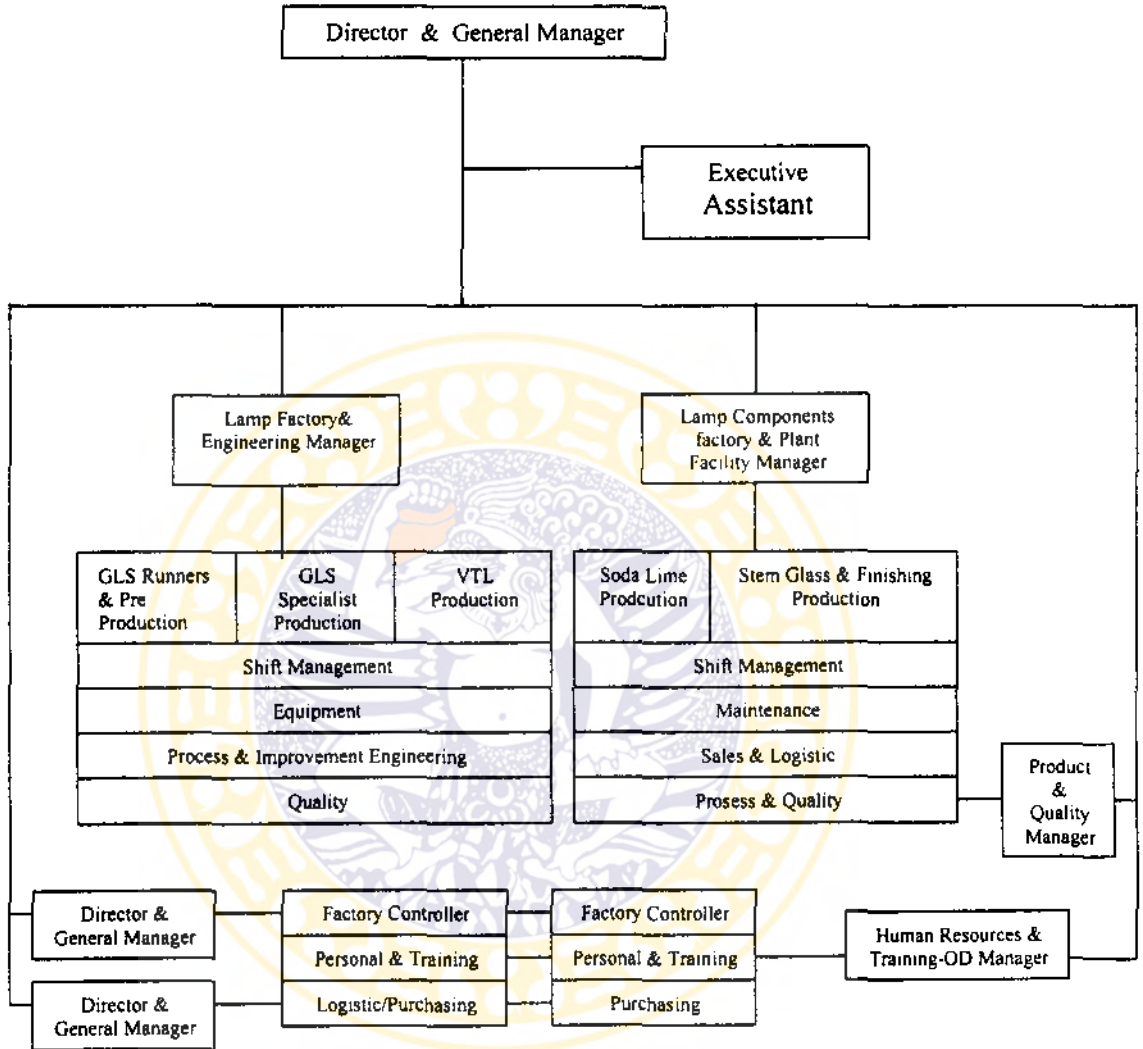 Director & General Manager
Executive
Assistant
Lamp Factory&
Engineering Manager
Lamp Components
factory & Plant
Facility Manager
GLS Runners
& Pre
Production
GLS
Specialist
Production
VTL
Production
Shift Management
Equipment
Process & Improvement Engineering
Quality
Soda Lime
Prodcution
Stem Glass & Finishing
Production
Shift Management
Maintenance
Sales & Logistic
Prosess & Quality
Product
&
Quality
Manager
Director &
General Manager
Factory Controller
Factory Controller
Personal & Training
Personal & Training
Human Resources &
Training-OD Manager
Director &
General Manager
Logistic/Purchasing
Purchasing